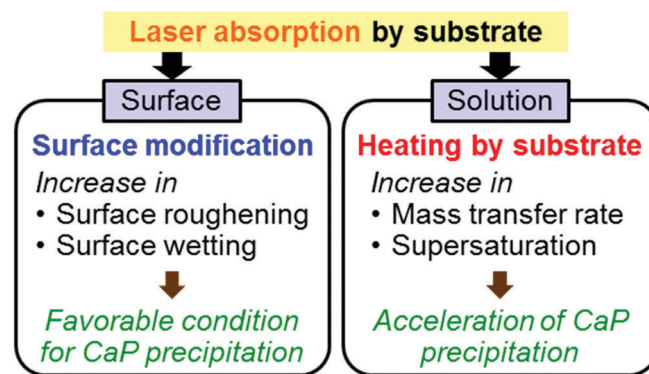 Laser absorption by substrate
Surface
Surface modification
Increase in
• Surface roughening
• Surface wetting
Favorable condition
for CaP precipitation
Solution
Heating by substrate
Increase in
• Mass transfer rate
• Supersaturation
Acceleration of CaP
precipitation